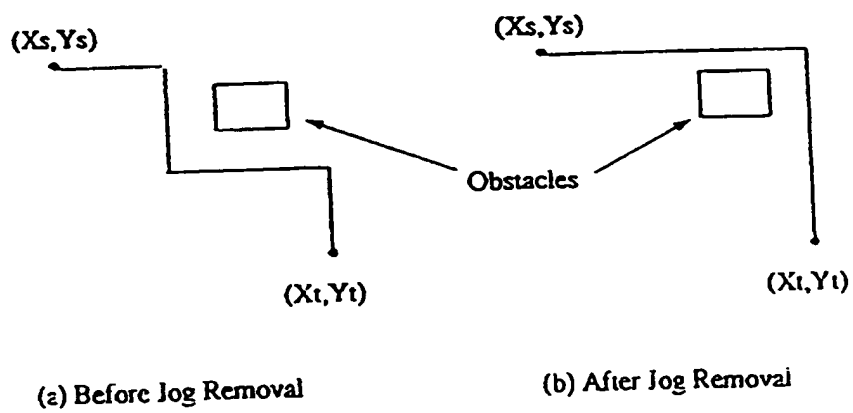 (Xs,Ys)
(Xs,Ys)
Obstacles
(Xt,Yt)
(Xt,Yt)
(a) Before Jog Removal
(b) After Jog Removal